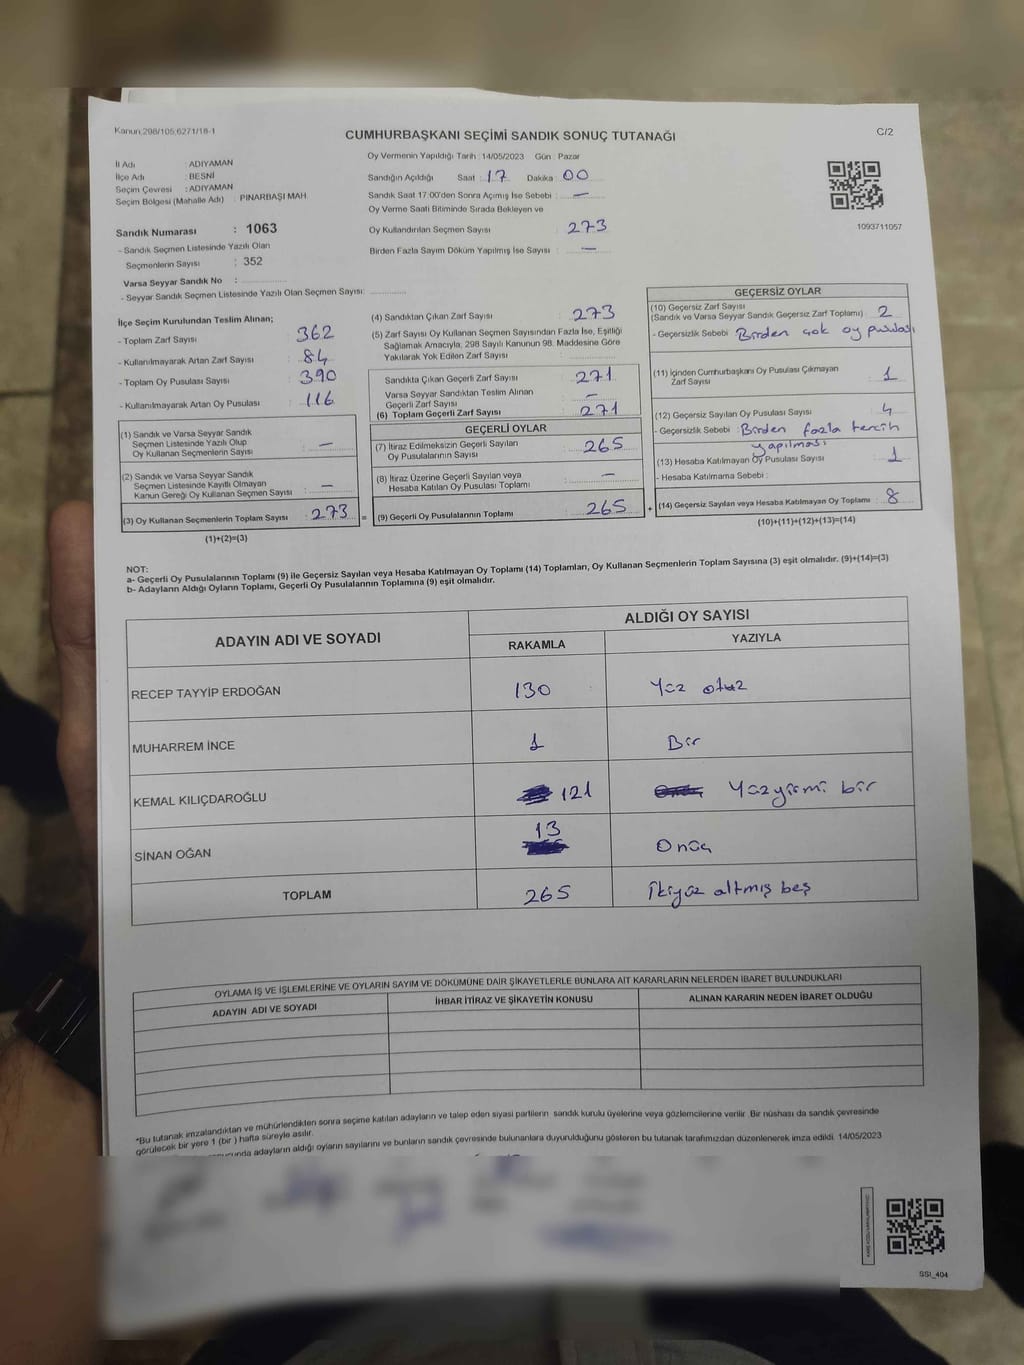 Kanun 298/105,6271/18-1
CUMHURBAŞKANI SEÇİMİ SANDIK SONUÇ TUTANAĞI
C/2
İl Adı : ADIYAMAN
İlçe Adı : BESNİ
Seçim Çevresi : ADIYAMAN
Seçim Bölgesi (Mahalle Adı) : PINARBAŞI MAH
Sandık Numarası : 1063
- Sandık Seçmen Listesinde Yazılı Olan
Seçmenlerin Sayısı : 352
Varsa Seyyar Sandık No :
- Seyyar Sandık Seçmen Listesinde Yazılı Olan Seçmen Sayısı:
Oy Vermenin Yapıldığı Tarih : 14/05/2023 Gün : Pazar
Sandığın Açıldığı Saat : 17 Dakika : 00
Sandık Saat 17:00'den Sonra Açımış İse Sebebi : —
Oy Verme Saati Bitiminde Sırada Bekleyen ve
Oy Kullandırılan Seçmen Sayısı : 273
Birden Fazla Sayım Döküm Yapılmış İse Sayısı : —
1093711057
İlçe Seçim Kurulundan Teslim Alınan;
- Toplam Zarf Sayısı : 362
- Kullanılmayarak Artan Zarf Sayısı : 84
- Toplam Oy Pusulası Sayısı : 390
- Kullanılmayarak Artan Oy Pusulası : 116
(1) Sandık ve Varsa Seyyar Sandık
Seçmen Listesinde Yazılı Olup
Oy Kullanan Seçmenlerin Sayısı : —
(2) Sandık ve Varsa Seyyar Sandık
Seçmen Listesinde Kayıtlı Olmayan
Kanun Gereği Oy Kullanan Seçmen Sayısı : —
(3) Oy Kullanan Seçmenlerin Toplam Sayısı : 273 =
(1)+(2)=(3)
(4) Sandıktan Çıkan Zarf Sayısı : 273
(5) Zarf Sayısı Oy Kullanan Seçmen Sayısından Fazla İse, Eşitliği
Sağlamak Amacıyla, 298 Sayılı Kanunun 98. Maddesine Göre
Yakılarak Yok Edilen Zarf Sayısı :
Sandıkta Çıkan Geçerli Zarf Sayısı : 271
Varsa Seyyar Sandıktan Teslim Alınan
Geçerli Zarf Sayısı : —
(6) Toplam Geçerli Zarf Sayısı : 271
GEÇERLİ OYLAR
(7) İtiraz Edilmeksizin Geçerli Sayılan
Oy Pusulalarının Sayısı : 265
(8) İtiraz Üzerine Geçerli Sayılan veya
Hesaba Katılan Oy Pusulası Toplamı : —
(9) Geçerli Oy Pusulalarının Toplamı : 265 +
GEÇERSİZ OYLAR
(10) Geçersiz Zarf Sayısı
(Sandık ve Varsa Seyyar Sandık Geçersiz Zarf Toplamı) : 2
- Geçersizlik Sebebi : Birden çok oy pusulası
(11) İçinden Cumhurbaşkanı Oy Pusulası Çıkmayan
Zarf Sayısı : 1
(12) Geçersiz Sayılan Oy Pusulası Sayısı : 4
- Geçersizlik Sebebi : Birden fazla tercih
yapılması
(13) Hesaba Katılmayan Oy Pusulası Sayısı : 1
- Hesaba Katılmama Sebebi :
(14) Geçersiz Sayılan veya Hesaba Katılmayan Oy Toplamı : 8
(10)+(11)+(12)+(13)=(14)
NOT:
a- Geçerli Oy Pusulalarının Toplamı (9) ile Geçersiz Sayılan veya Hesaba Katılmayan Oy Toplamı (14) Toplamları, Oy Kullanan Seçmenlerin Toplam Sayısına (3) eşit olmalıdır. (9)+(14)=(3)
b- Adayların Aldığı Oyların Toplamı, Geçerli Oy Pusulalarının Toplamına (9) eşit olmalıdır.
ADAYIN ADI VE SOYADI
ALDIĞI OY SAYISI
RAKAMLA YAZIYLA
RECEP TAYYİP ERDOĞAN 130 Yüz otuz
MUHARREM İNCE 1 Bir
KEMAL KILIÇDAROĞLU 121 Yüzyirmi bir
SİNAN OĞAN 13 Onüç
TOPLAM 265 İkiyüz altmış beş
OYLAMA İŞ VE İŞLEMLERİNE VE OYLARIN SAYIM VE DÖKÜMÜNE DAİR ŞİKAYETLERLE BUNLARA AİT KARARLARIN NELERDEN İBARET BULUNDUKLARI
ADAYIN ADI VE SOYADI İHBAR İTİRAZ VE ŞİKAYETİN KONUSU ALINAN KARARIN NEDEN İBARET OLDUĞU
*Bu tutanak imzalandıktan ve mühürlendikten sonra seçime katılan adayların ve talep eden siyasi partilerin sandık kurulu üyelerine veya gözlemcilerine verilir. Bir nüshası da sandık çevresinde
görülecek bir yere 1 (bir ) hafta süreyle asılır.
adayların aldığı oyların sayılarını ve bunların sandık çevresinde bulunanlara duyurulduğunu gösteren bu tutanak tarafımızdan düzenlenerek imza edildi. 14/05/2023
SSI_404